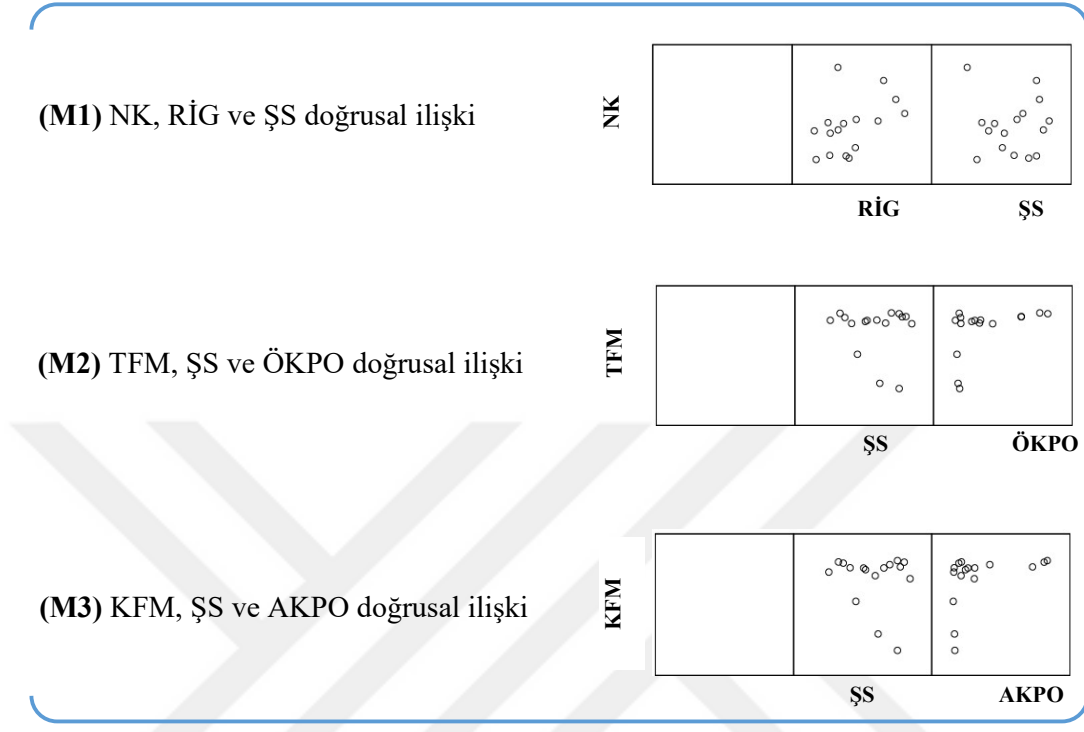 (M1) NK, RİG ve ŞS doğrusal ilişki
NK
RİG ŞS
(M2) TFM, ŞS ve ÖKPO doğrusal ilişki
TFM
ŞS ÖKPO
(M3) KFM, ŞS ve AKPO doğrusal ilişki
KFM
ŞS AKPO